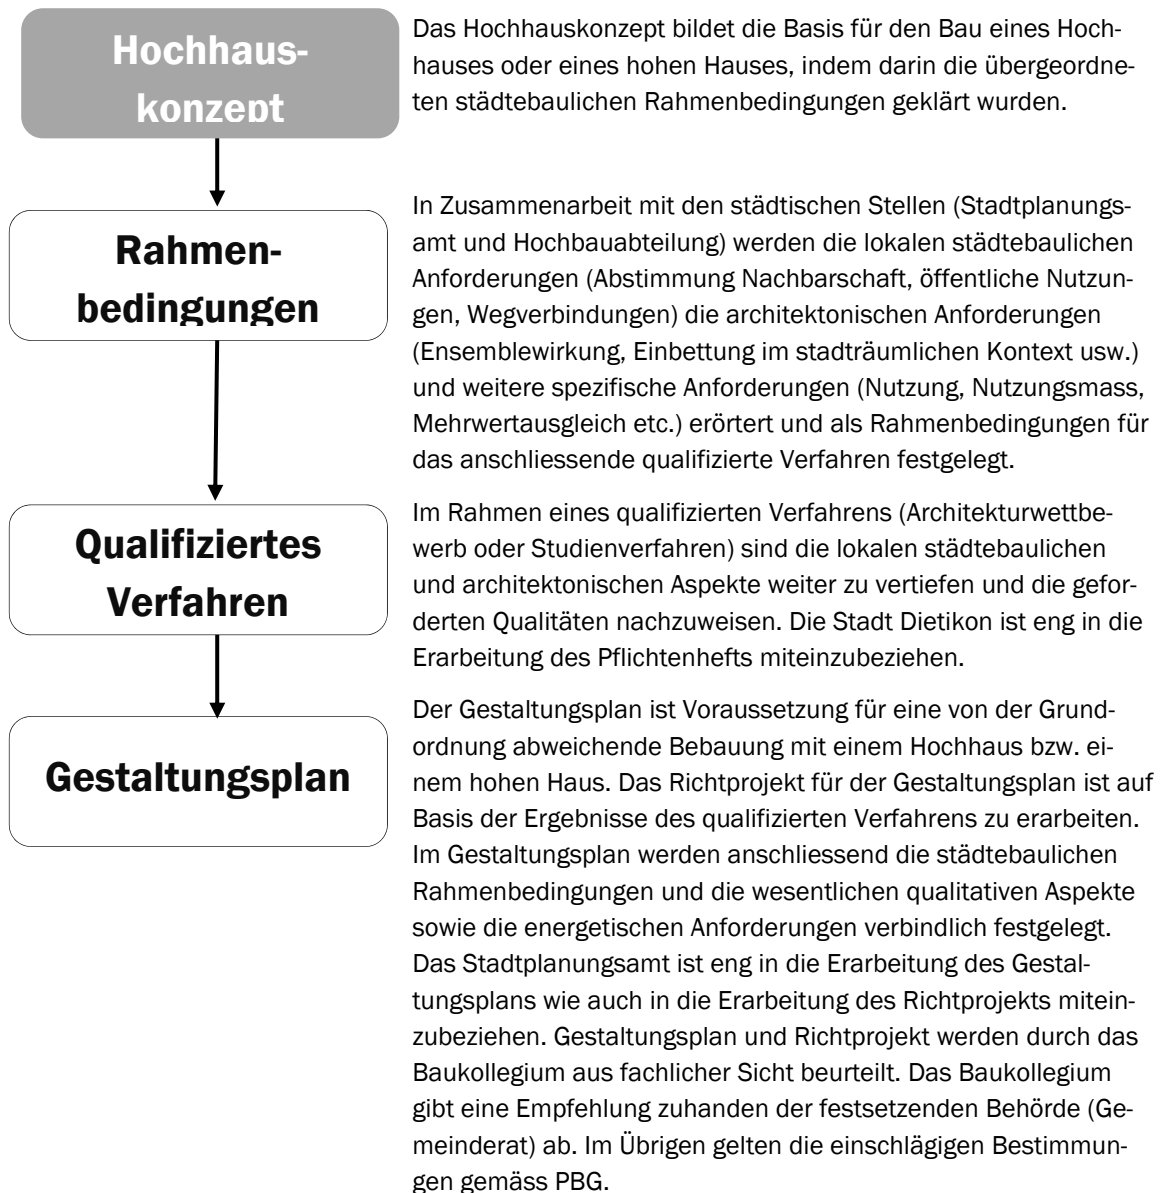 Hochhaus-
konzept
Das Hochhauskonzept bildet die Basis für den Bau eines Hoch-
hauses oder eines hohen Hauses, indem darin die übergeordne-
ten städtebaulichen Rahmenbedingungen geklärt wurden.
Rahmen-
bedingungen
In Zusammenarbeit mit den städtischen Stellen (Stadtplanungs-
amt und Hochbauabteilung) werden die lokalen städtebaulichen
Anforderungen (Abstimmung Nachbarschaft, öffentliche Nutzun-
gen, Wegverbindungen) die architektonischen Anforderungen
(Ensemblewirkung, Einbettung im stadträumlichen Kontext usw.)
und weitere spezifische Anforderungen (Nutzung, Nutzungsmass,
Mehrwertausgleich etc.) erörtert und als Rahmenbedingungen für
das anschliessende qualifizierte Verfahren festgelegt.
Qualifiziertes
Verfahren
Im Rahmen eines qualifizierten Verfahrens (Architekturwettbe-
werb oder Studienverfahren) sind die lokalen städtebaulichen
und architektonischen Aspekte weiter zu vertiefen und die gefor-
derten Qualitäten nachzuweisen. Die Stadt Dietikon ist eng in die
Erarbeitung des Pflichtenhefts miteinzubeziehen.
Gestaltungsplan
Der Gestaltungsplan ist Voraussetzung für eine von der Grund-
ordnung abweichende Bebauung mit einem Hochhaus bzw. ei-
nem hohen Haus. Das Richtprojekt für der Gestaltungsplan ist auf
Basis der Ergebnisse des qualifizierten Verfahrens zu erarbeiten.
Im Gestaltungsplan werden anschliessend die städtebaulichen
Rahmenbedingungen und die wesentlichen qualitativen Aspekte
sowie die energetischen Anforderungen verbindlich festgelegt.
Das Stadtplanungsamt ist eng in die Erarbeitung des Gestal-
tungsplans wie auch in die Erarbeitung des Richtprojekts mitein-
zubeziehen. Gestaltungsplan und Richtprojekt werden durch das
Baukollegium aus fachlicher Sicht beurteilt. Das Baukollegium
gibt eine Empfehlung zuhanden der festsetzenden Behörde (Ge-
meinderat) ab. Im Übrigen gelten die einschlägigen Bestimmun-
gen gemäss PBG.